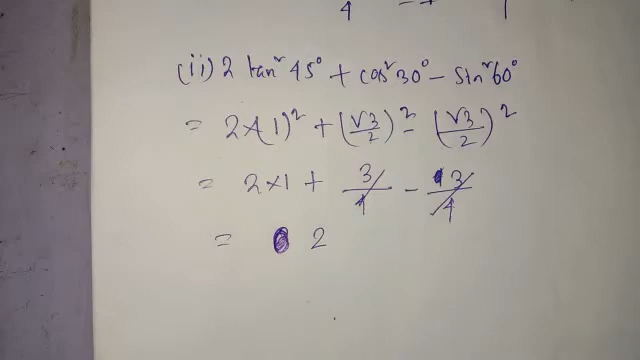 (ii) 2 tan² 45° + cos² 30° - sin² 60°
= 2×(1)² + (√3/2)² - (√3/2)²
= 2×1 + 3/4 - 3/4
= 2